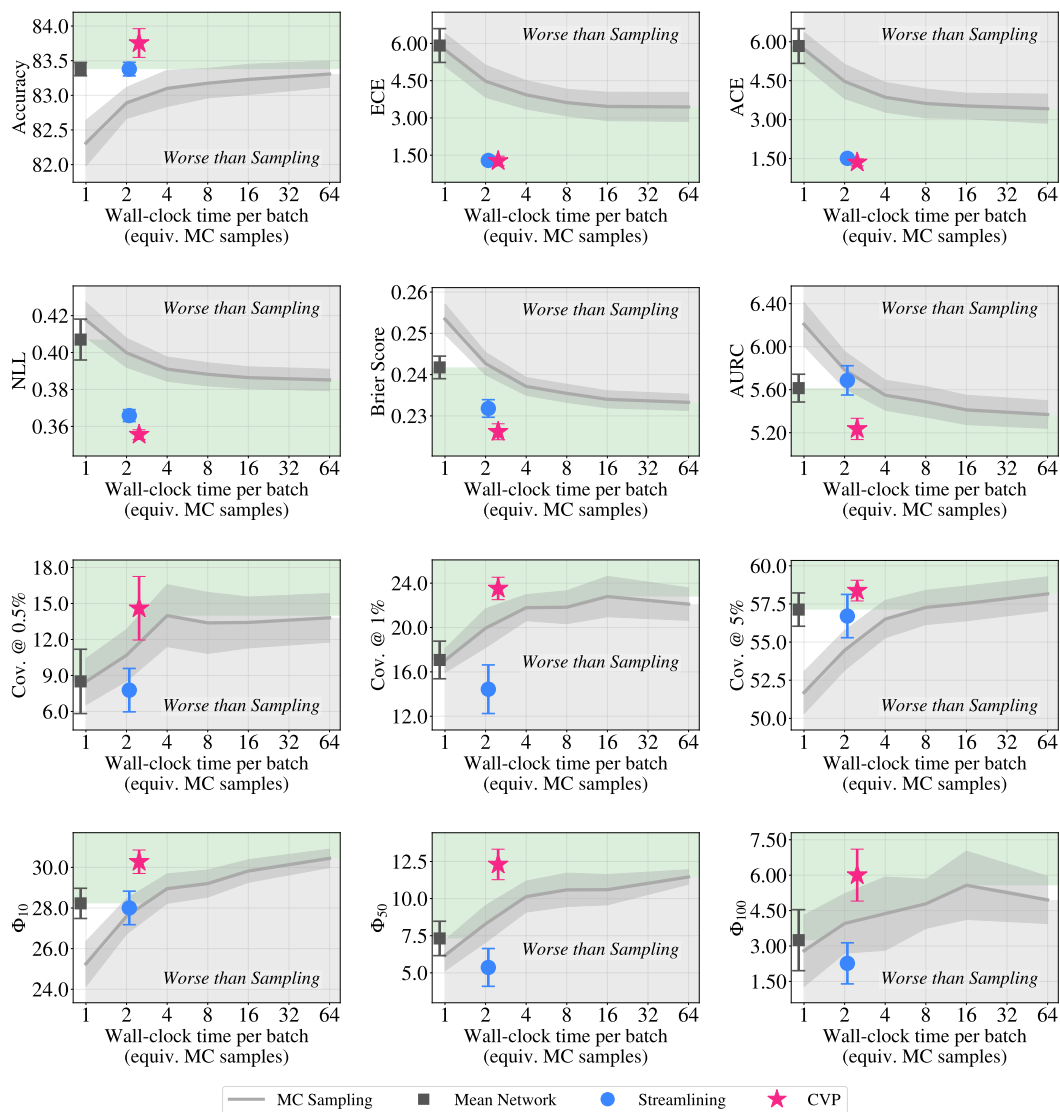 84.0
83.5
83.0
82.5
82.0
Accuracy
Worse than Sampling
1 2 4 8 16 32 64
Wall-clock time per batch
(equiv. MC samples)
6.00
4.50
3.00
1.50
ECE
Worse than Sampling
1 2 4 8 16 32 64
Wall-clock time per batch
(equiv. MC samples)
6.00
4.50
3.00
1.50
ACE
Worse than Sampling
1 2 4 8 16 32 64
Wall-clock time per batch
(equiv. MC samples)
0.42
0.40
0.38
0.36
NLL
Worse than Sampling
1 2 4 8 16 32 64
Wall-clock time per batch
(equiv. MC samples)
0.26
0.25
0.24
0.23
Brier Score
Worse than Sampling
1 2 4 8 16 32 64
Wall-clock time per batch
(equiv. MC samples)
6.40
6.00
5.60
5.20
AURC
Worse than Sampling
1 2 4 8 16 32 64
Wall-clock time per batch
(equiv. MC samples)
18.0
15.0
12.0
9.0
6.0
Cov. @ 0.5%
Worse than Sampling
1 2 4 8 16 32 64
Wall-clock time per batch
(equiv. MC samples)
24.0
20.0
16.0
12.0
Cov. @ 1%
Worse than Sampling
1 2 4 8 16 32 64
Wall-clock time per batch
(equiv. MC samples)
60.0
57.5
55.0
52.5
50.0
Cov. @ 5%
Worse than Sampling
1 2 4 8 16 32 64
Wall-clock time per batch
(equiv. MC samples)
30.0
28.0
26.0
24.0
Φ₁₀
Worse than Sampling
1 2 4 8 16 32 64
Wall-clock time per batch
(equiv. MC samples)
12.5
10.0
7.5
5.0
Φ₅₀
Worse than Sampling
1 2 4 8 16 32 64
Wall-clock time per batch
(equiv. MC samples)
7.50
6.00
4.50
3.00
1.50
Φ₁₀₀
Worse than Sampling
1 2 4 8 16 32 64
Wall-clock time per batch
(equiv. MC samples)
MC Sampling Mean Network Streamlining CVP